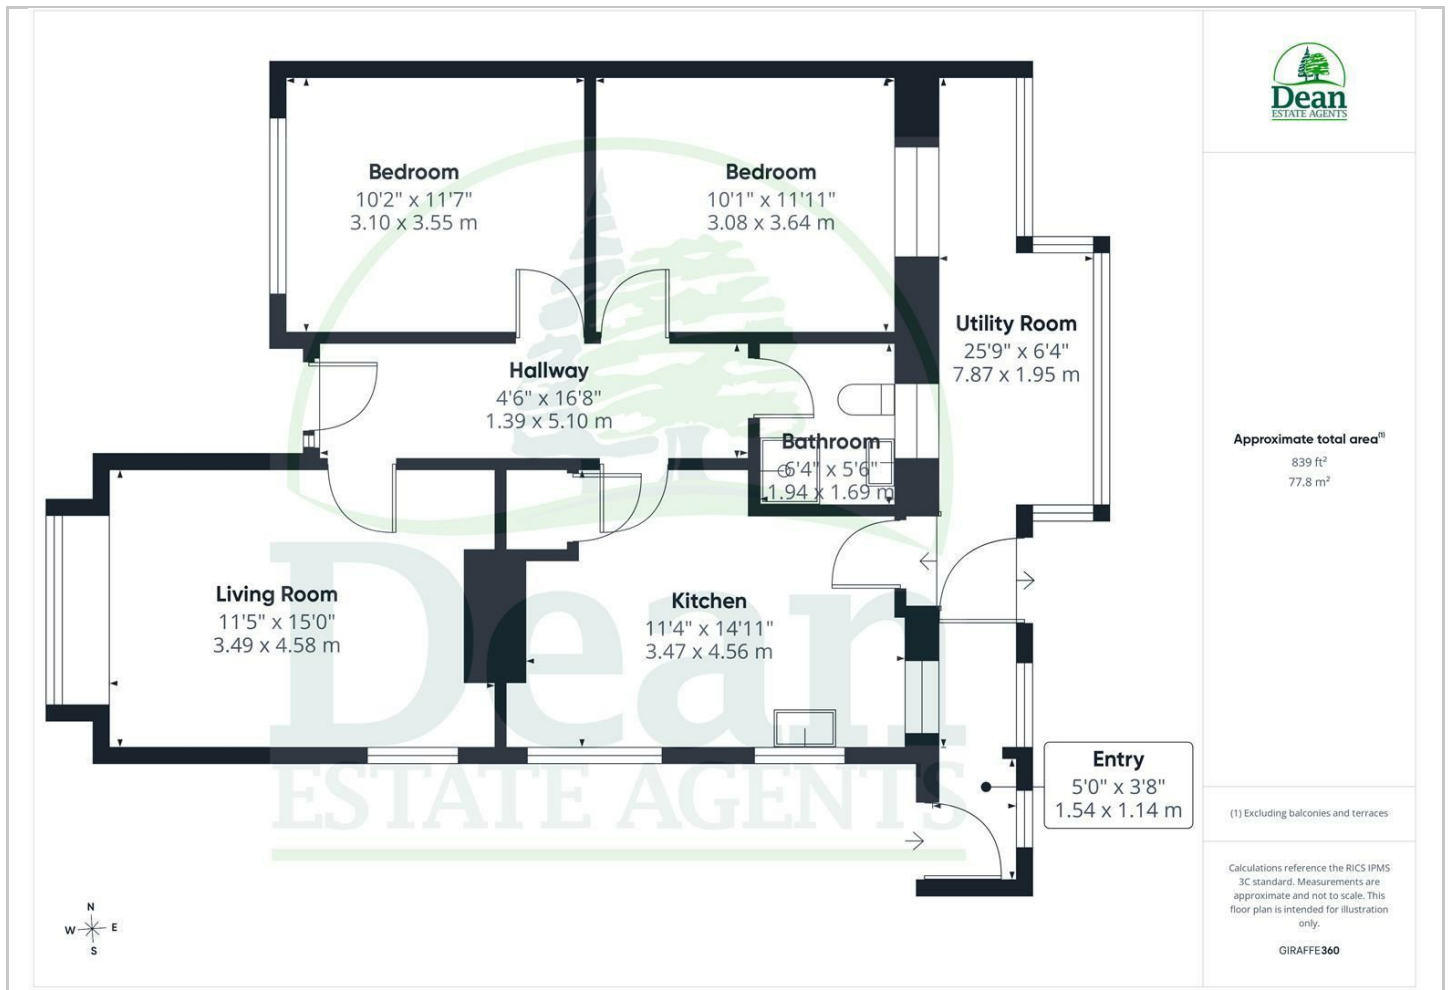 Bedroom
10'2" x 11'7"
3.10 x 3.55 m
Bedroom
10'1" x 11'11"
3.08 x 3.64 m
Utility Room
25'9" x 6'4"
7.87 x 1.95 m
Hallway
4'6" x 16'8"
1.39 x 5.10 m
Bathroom
6'4" x 5'6"
1.94 x 1.69 m
Living Room
11'5" x 15'0"
3.49 x 4.58 m
Kitchen
11'4" x 14'11"
3.47 x 4.56 m
Entry
5'0" x 3'8"
1.54 x 1.14 m
Dean
ESTATE AGENTS
N
W E
S
Dean
ESTATE AGENTS
Approximate total area(1)
839 ft²
77.8 m²
(1) Excluding balconies and terraces
Calculations reference the RICS IPMS
3C standard. Measurements are
approximate and not to scale. This
floor plan is intended for illustration
only.
GIRAFFE360